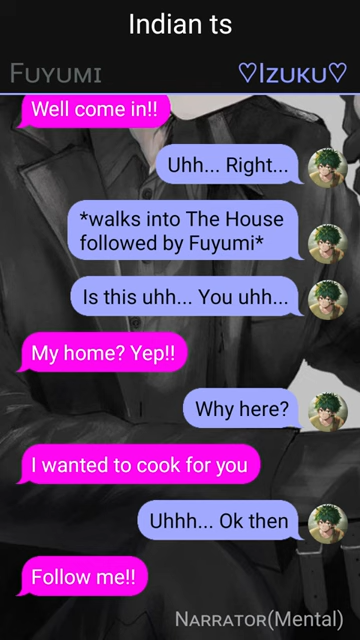 Indian ts
Fuyumi
♡Izuku♡
Well come in!!
Uhh... Right...
*walks into The House
followed by Fuyumi*
Is this uhh... You uhh...
My home? Yep!!
Why here?
I wanted to cook for you
Uhhh... Ok then
Follow me!!
Narrator(Mental)